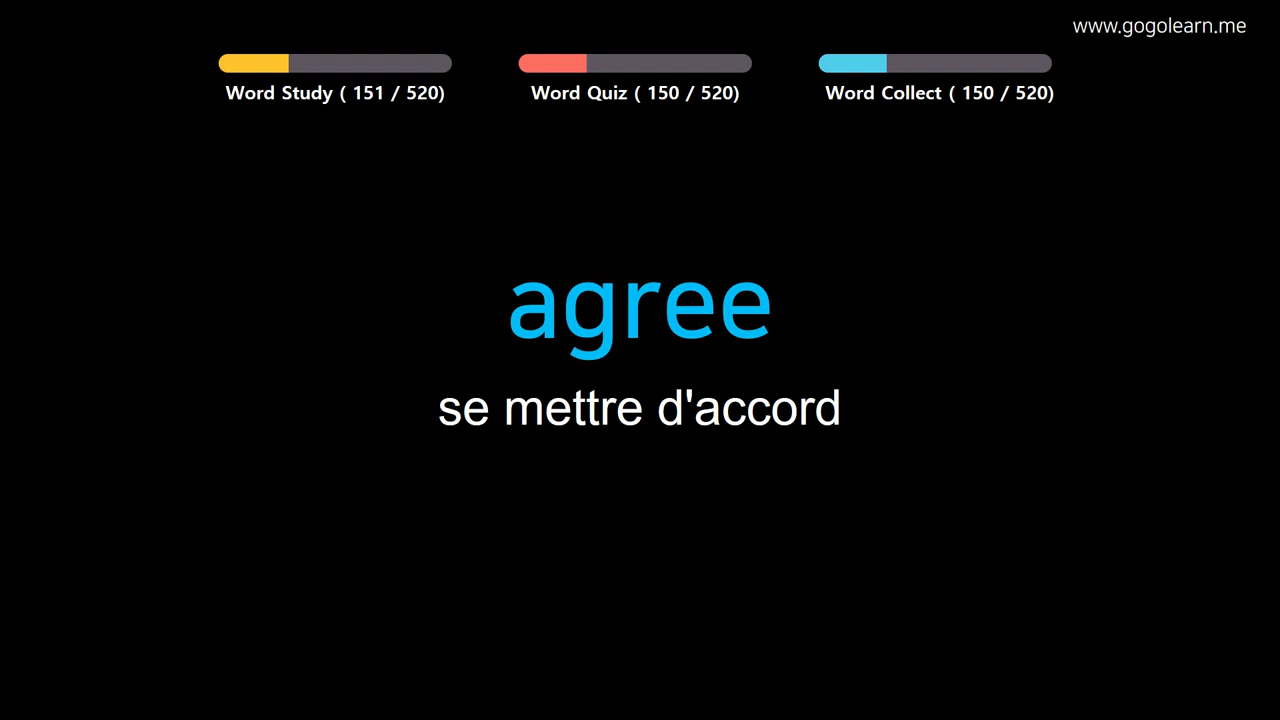 www.gogolearn.me
Word Study ( 151 / 520)
Word Quiz ( 150 / 520)
Word Collect ( 150 / 520)
agree
se mettre d'accord